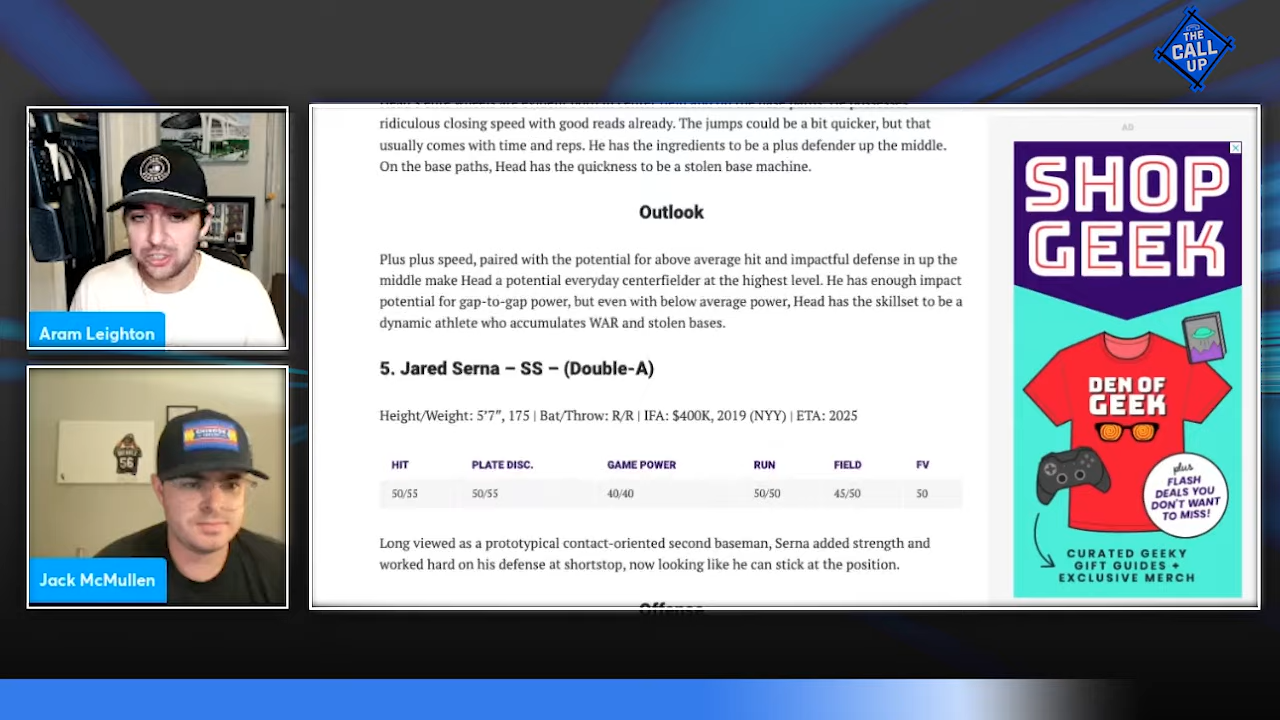 THE
CALL
UP
ridiculous closing speed with good reads already. The jumps could be a bit quicker, but that
usually comes with time and reps. He has the ingredients to be a plus defender up the middle.
On the base paths, Head has the quickness to be a stolen base machine.
Outlook
Plus plus speed, paired with the potential for above average hit and impactful defense in up the
middle make Head a potential everyday centerfielder at the highest level. He has enough impact
potential for gap-to-gap power, but even with below average power, Head has the skillset to be a
dynamic athlete who accumulates WAR and stolen bases.
5. Jared Serna – SS – (Double-A)
Height/Weight: 5’7″, 175 | Bat/Throw: R/R | IFA: $400K, 2019 (NYY) | ETA: 2025
HIT PLATE DISC. GAME POWER RUN FIELD FV
50/55 50/55 40/40 50/50 45/50 50
Long viewed as a prototypical contact-oriented second baseman, Serna added strength and
worked hard on his defense at shortstop, now looking like he can stick at the position.
Offense
Aram Leighton
56
Jack McMullen
AD
SHOP
GEEK
DEN OF
GEEK
plus
FLASH
DEALS YOU
DON'T WANT
TO MISS!
CURATED GEEKY
GIFT GUIDES +
EXCLUSIVE MERCH